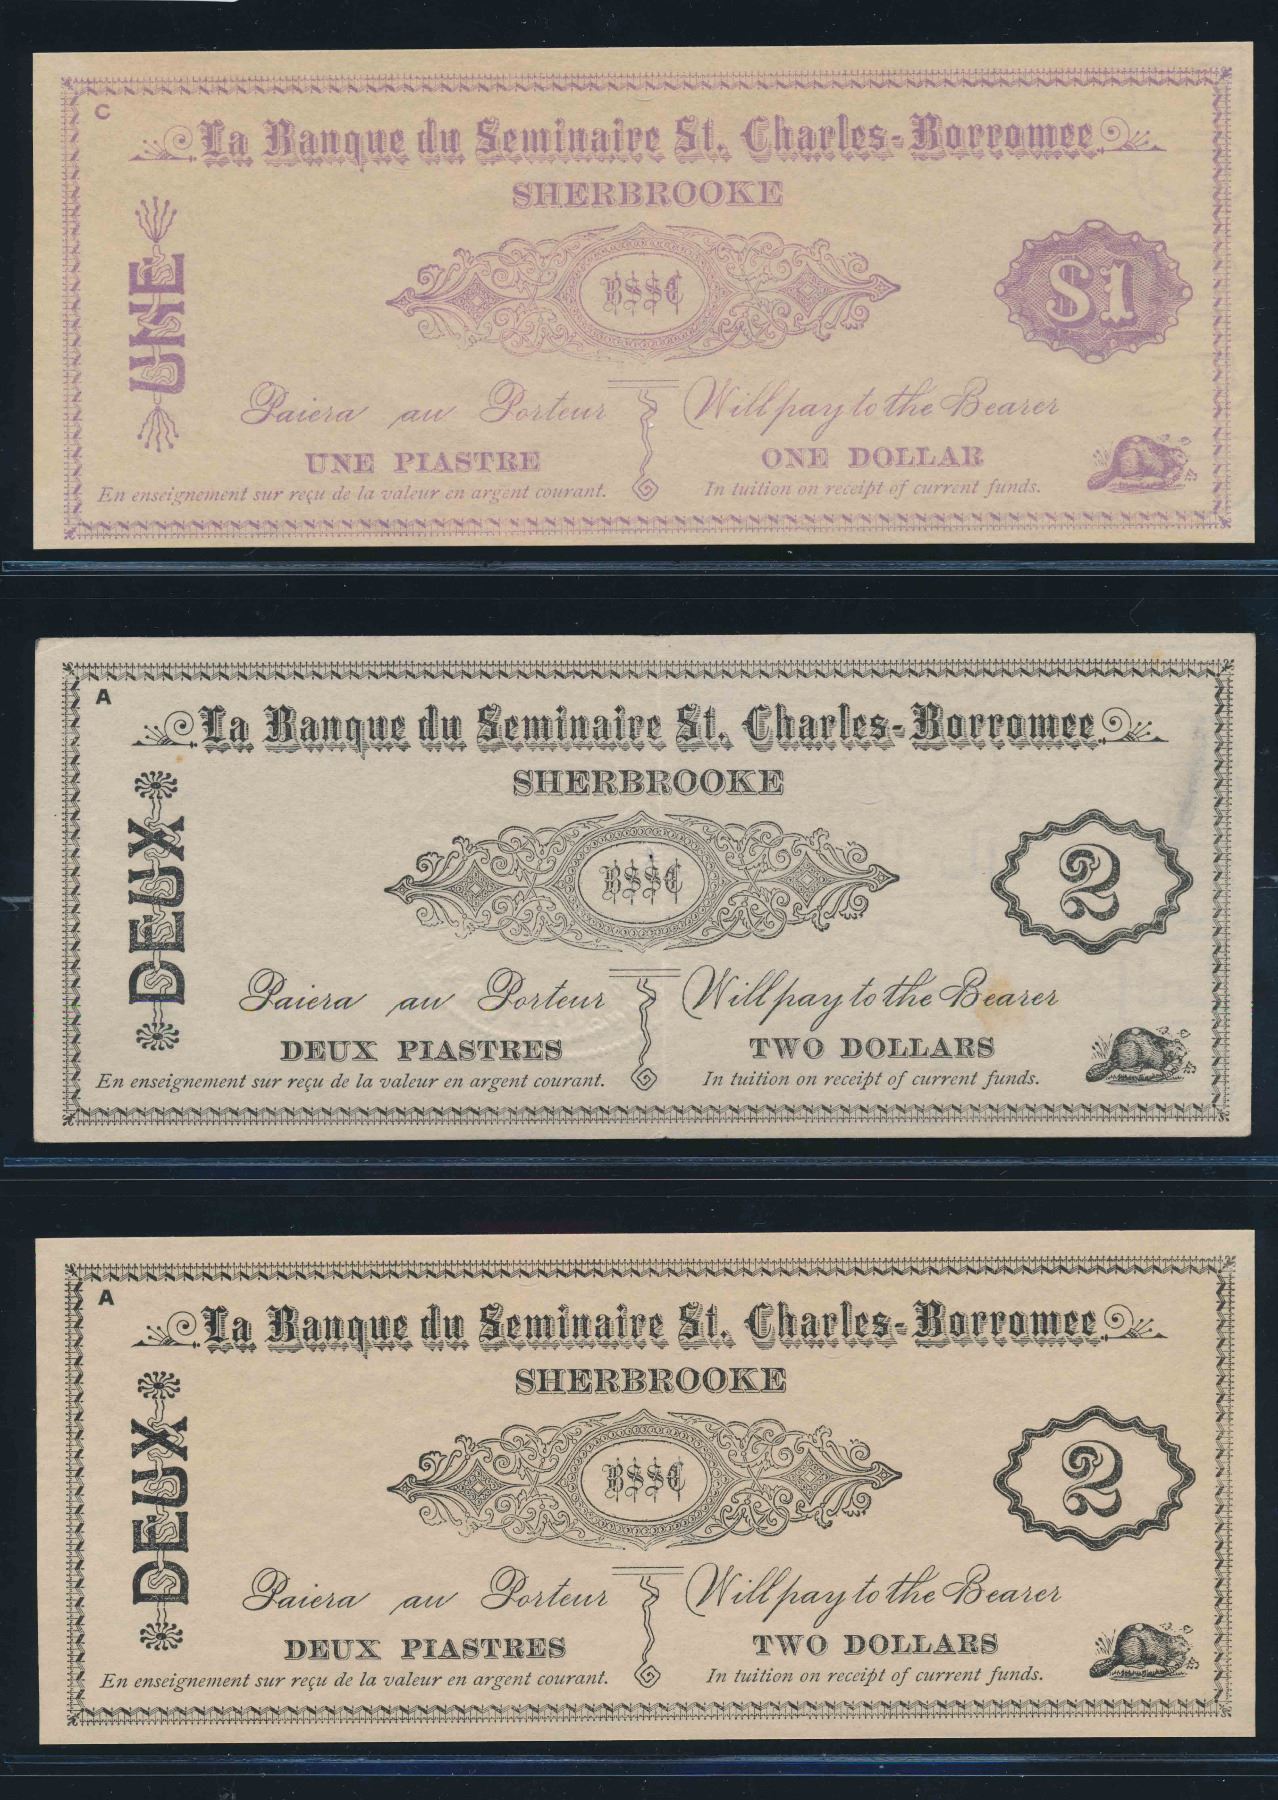 C
La Banque du Seminaire St. Charles-Borromee
SHERBROOKE
UNE
BSSC
$1
Paiera au Porteur
Will pay to the Bearer
UNE PIASTRE
ONE DOLLAR
En enseignement sur reçu de la valeur en argent courant.
In tuition on receipt of current funds.
A
La Banque du Seminaire St. Charles-Borromee
SHERBROOKE
DEUX
BSSC
2
Paiera au Porteur
Will pay to the Bearer
DEUX PIASTRES
TWO DOLLARS
En enseignement sur reçu de la valeur en argent courant.
In tuition on receipt of current funds.
A
La Banque du Seminaire St. Charles-Borromee
SHERBROOKE
DEUX
BSSC
2
Paiera au Porteur
Will pay to the Bearer
DEUX PIASTRES
TWO DOLLARS
En enseignement sur reçu de la valeur en argent courant.
In tuition on receipt of current funds.